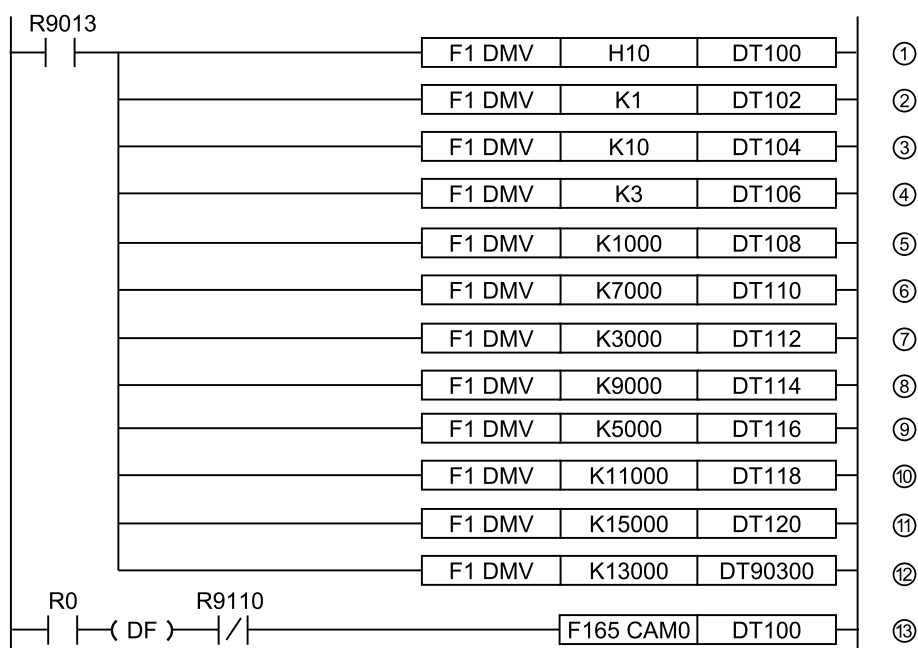 R9013
F1 DMV H10 DT100 ①
F1 DMV K1 DT102 ②
F1 DMV K10 DT104 ③
F1 DMV K3 DT106 ④
F1 DMV K1000 DT108 ⑤
F1 DMV K7000 DT110 ⑥
F1 DMV K3000 DT112 ⑦
F1 DMV K9000 DT114 ⑧
F1 DMV K5000 DT116 ⑨
F1 DMV K11000 DT118 ⑩
F1 DMV K15000 DT120 ⑪
F1 DMV K13000 DT90300 ⑫
R0 R9110
( DF ) F165 CAM0 DT100 ⑬